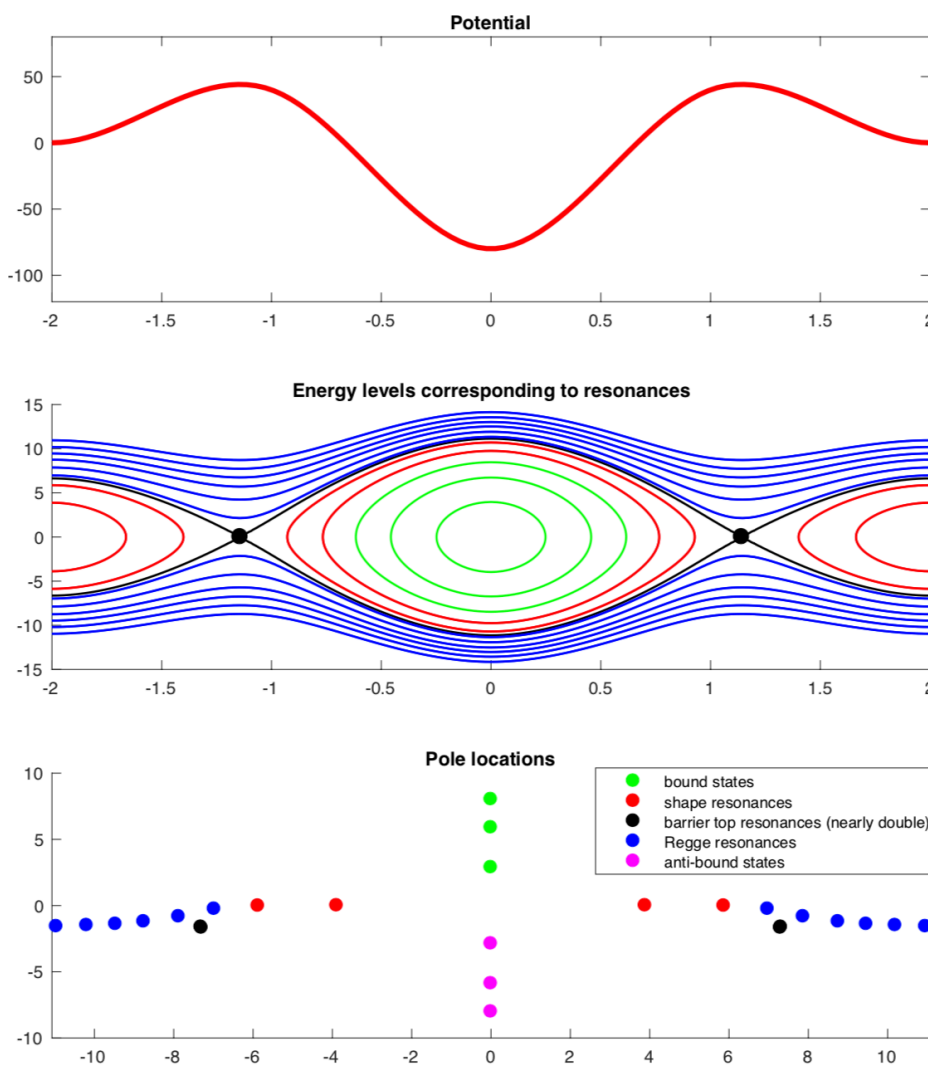 Potential
50
0
-50
-100
-2 -1.5 -1 -0.5 0 0.5 1 1.5 2
Energy levels corresponding to resonances
15
10
5
0
-5
-10
-15
-2 -1.5 -1 -0.5 0 0.5 1 1.5 2
Pole locations
10
5
0
-5
-10
-10 -8 -6 -4 -2 0 2 4 6 8 10
bound states
shape resonances
barrier top resonances (nearly double)
Regge resonances
anti-bound states